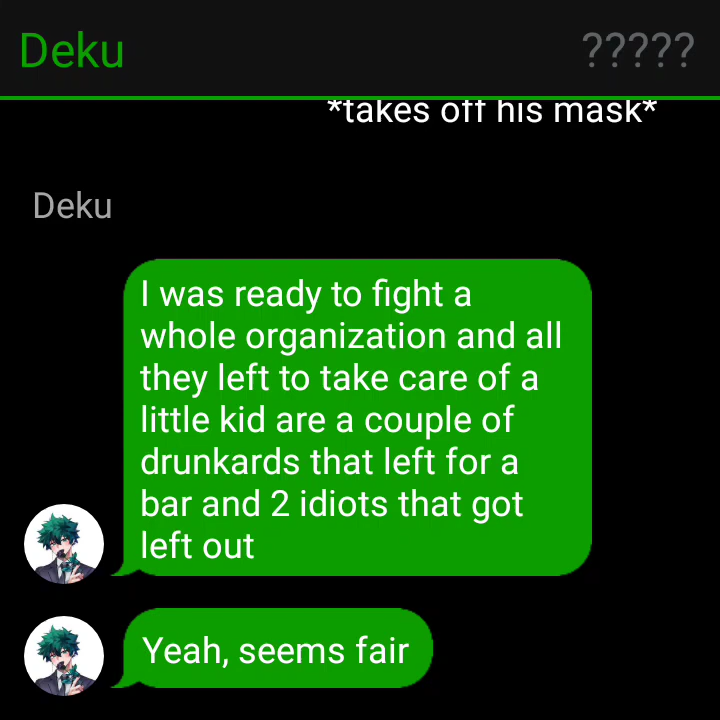 Deku ?????
*takes off his mask*
Deku
I was ready to fight a
whole organization and all
they left to take care of a
little kid are a couple of
drunkards that left for a
bar and 2 idiots that got
left out
Yeah, seems fair